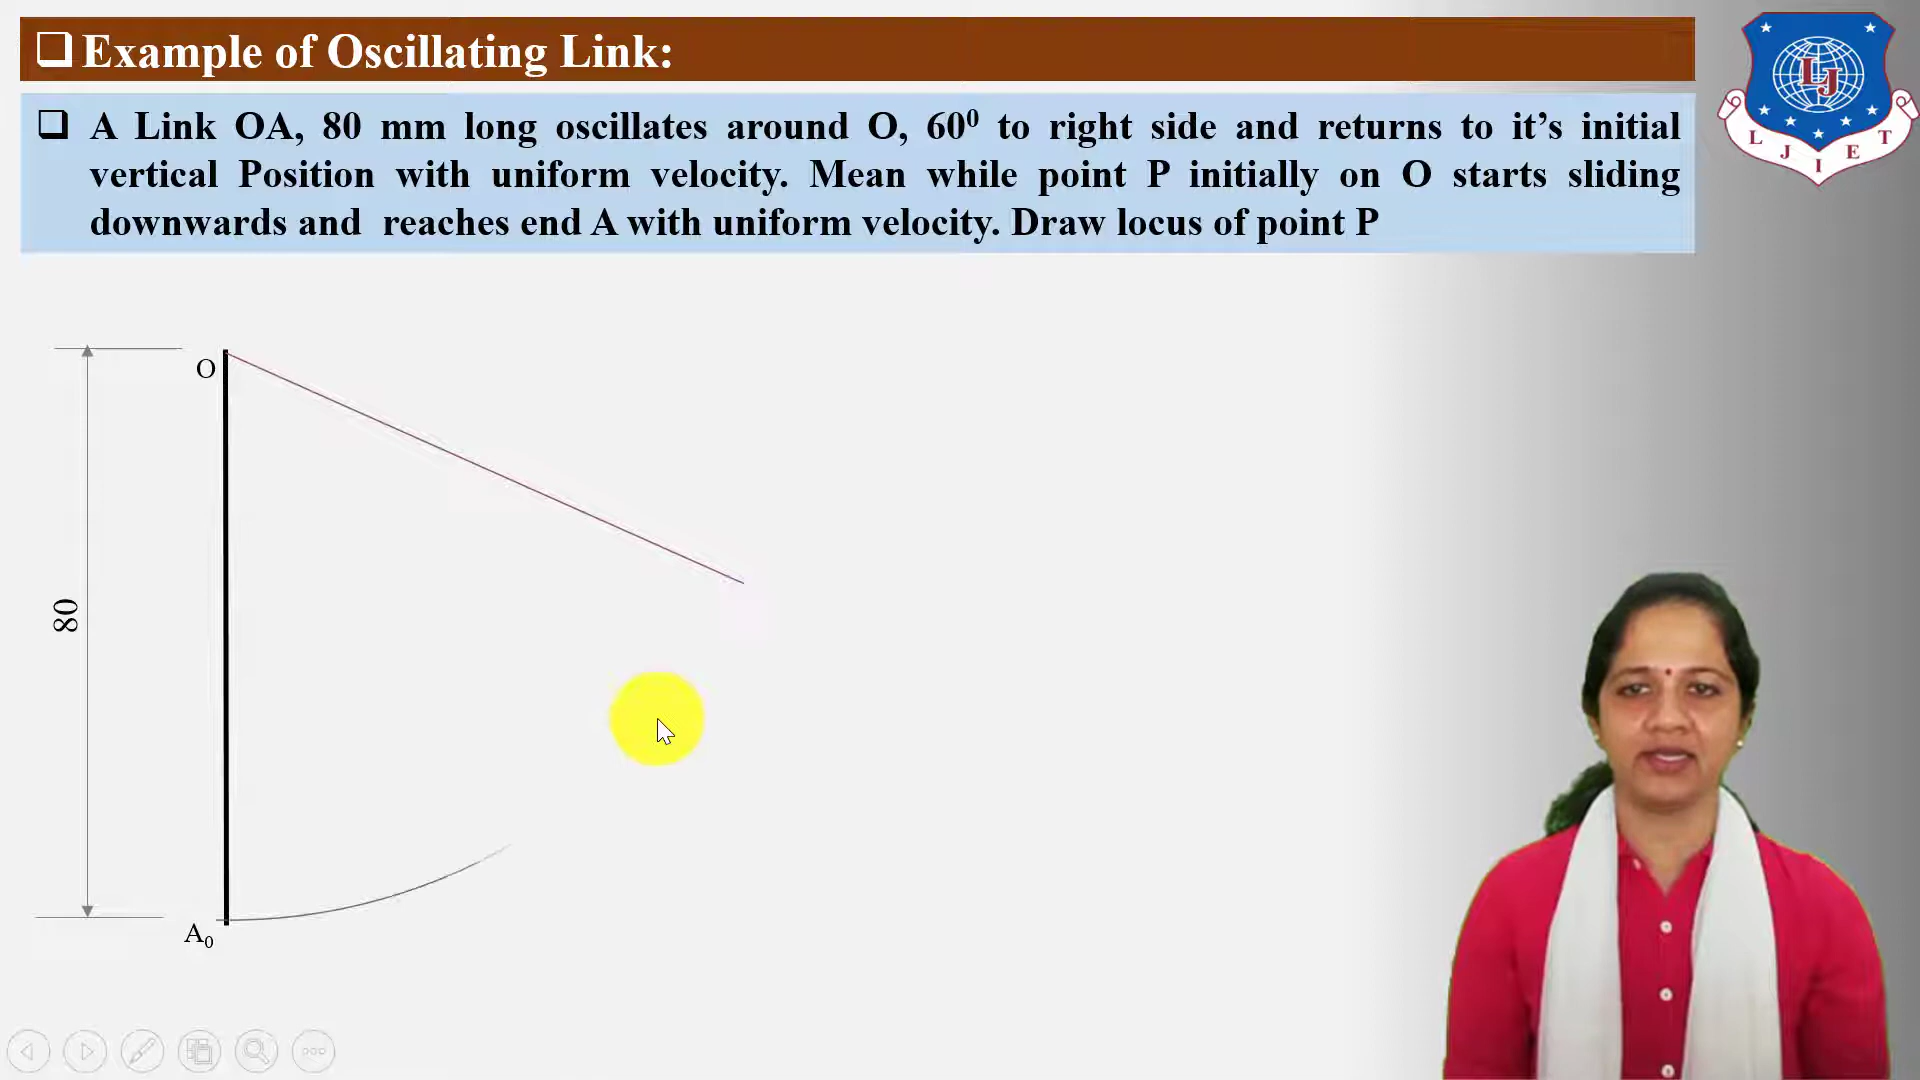 Example of Oscillating Link:
A Link OA, 80 mm long oscillates around O, 60⁰ to right side and returns to it’s initial
vertical Position with uniform velocity. Mean while point P initially on O starts sliding
downwards and reaches end A with uniform velocity. Draw locus of point P
LJ
L J I E T
O
80
A₀